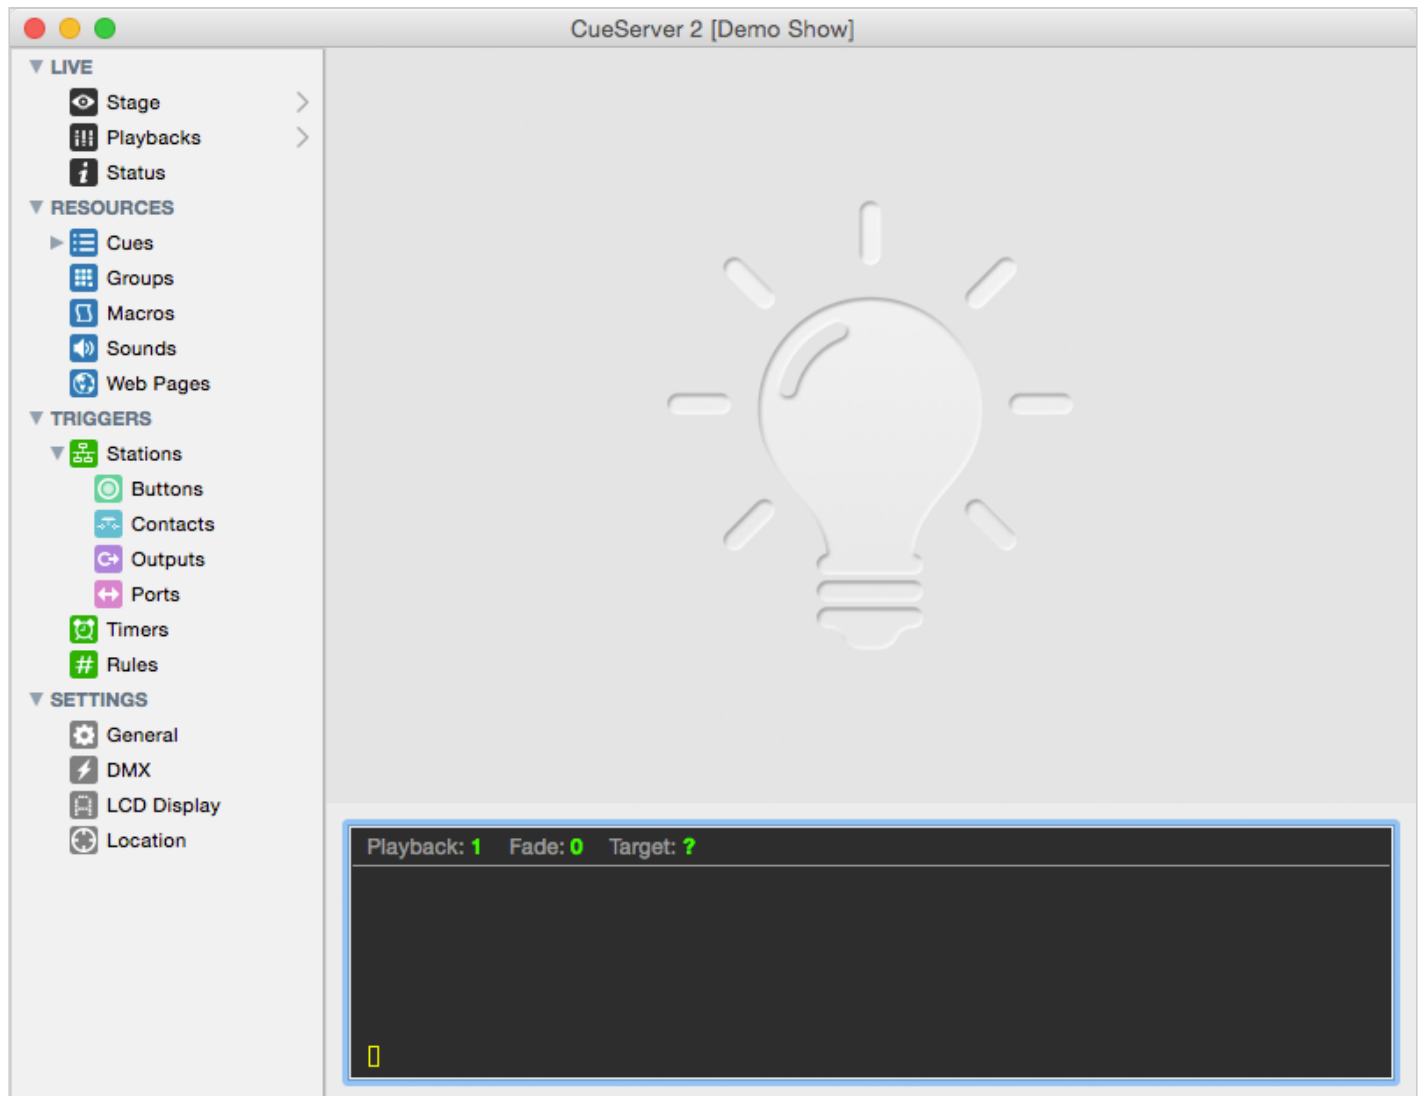 CueServer 2 [Demo Show]
LIVE
Stage
Playbacks
Status
RESOURCES
Cues
Groups
Macros
Sounds
Web Pages
TRIGGERS
Stations
Buttons
Contacts
Outputs
Ports
Timers
Rules
SETTINGS
General
DMX
LCD Display
Location
Playback: 1 Fade: 0 Target: ?